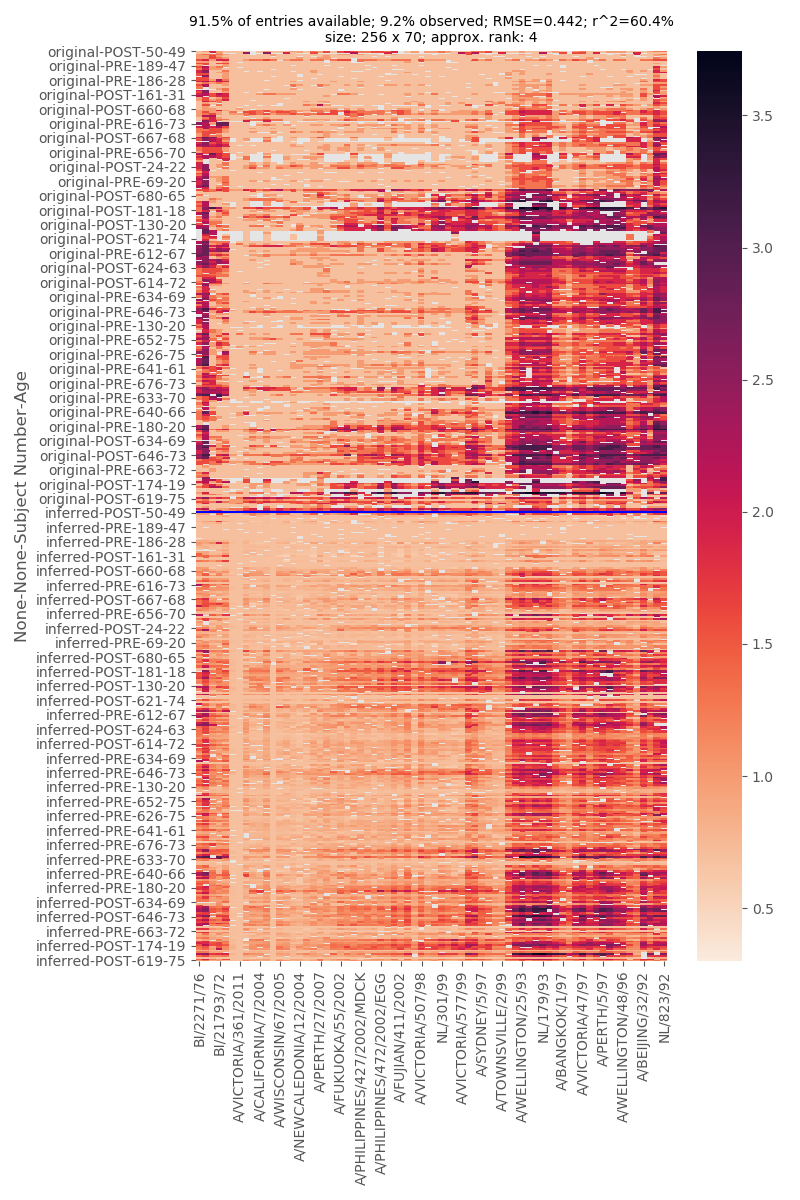 91.5% of entries available; 9.2% observed; RMSE=0.442; r^2=60.4%
size: 256 x 70; approx. rank: 4
None-None-Subject Number-Age
original-POST-50-49
original-PRE-189-47
original-PRE-186-28
original-POST-161-31
original-POST-660-68
original-PRE-616-73
original-POST-667-68
original-PRE-656-70
original-POST-24-22
original-PRE-69-20
original-POST-680-65
original-POST-181-18
original-POST-130-20
original-POST-621-74
original-PRE-612-67
original-POST-624-63
original-POST-614-72
original-PRE-634-69
original-PRE-646-73
original-PRE-130-20
original-PRE-652-75
original-PRE-626-75
original-PRE-641-61
original-PRE-676-73
original-PRE-633-70
original-PRE-640-66
original-PRE-180-20
original-POST-634-69
original-POST-646-73
original-PRE-663-72
original-POST-174-19
original-POST-619-75
inferred-POST-50-49
inferred-PRE-189-47
inferred-PRE-186-28
inferred-POST-161-31
inferred-POST-660-68
inferred-PRE-616-73
inferred-POST-667-68
inferred-PRE-656-70
inferred-POST-24-22
inferred-PRE-69-20
inferred-POST-680-65
inferred-POST-181-18
inferred-POST-130-20
inferred-POST-621-74
inferred-PRE-612-67
inferred-POST-624-63
inferred-POST-614-72
inferred-PRE-634-69
inferred-PRE-646-73
inferred-PRE-130-20
inferred-PRE-652-75
inferred-PRE-626-75
inferred-PRE-641-61
inferred-PRE-676-73
inferred-PRE-633-70
inferred-PRE-640-66
inferred-PRE-180-20
inferred-POST-634-69
inferred-POST-646-73
inferred-PRE-663-72
inferred-POST-174-19
inferred-POST-619-75
BI/2271/76
BI/21793/72
A/VICTORIA/361/2011
A/CALIFORNIA/7/2004
A/WISCONSIN/67/2005
A/NEWCALEDONIA/12/2004
A/PERTH/27/2007
A/FUKUOKA/55/2002
A/PHILIPPINES/427/2002/MDCK
A/PHILIPPINES/472/2002/EGG
A/FUJIAN/411/2002
A/VICTORIA/507/98
NL/301/99
A/VICTORIA/577/99
A/SYDNEY/5/97
A/TOWNSVILLE/2/99
A/WELLINGTON/25/93
NL/179/93
A/BANGKOK/1/97
A/VICTORIA/47/97
A/PERTH/5/97
A/WELLINGTON/48/96
A/BEIJING/32/92
NL/823/92
3.5
3.0
2.5
2.0
1.5
1.0
0.5